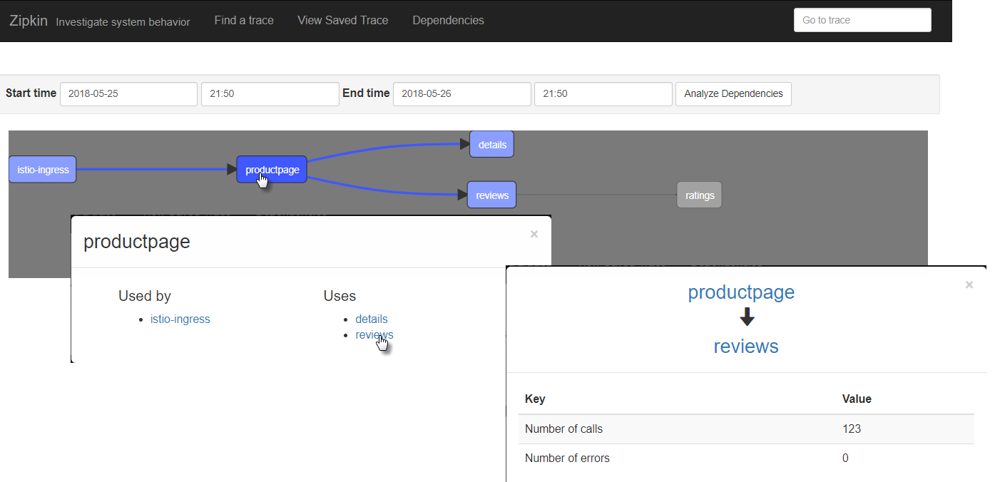 Zipkin Investigate system behavior Find a trace View Saved Trace Dependencies Go to trace
Start time 2018-05-25 21:50 End time 2018-05-26 21:50 Analyze Dependencies
details
istio-ingress productpage
reviews ratings
productpage ×
Used by Uses
istio-ingress details
reviews
productpage ×
reviews
Key Value
Number of calls 123
Number of errors 0